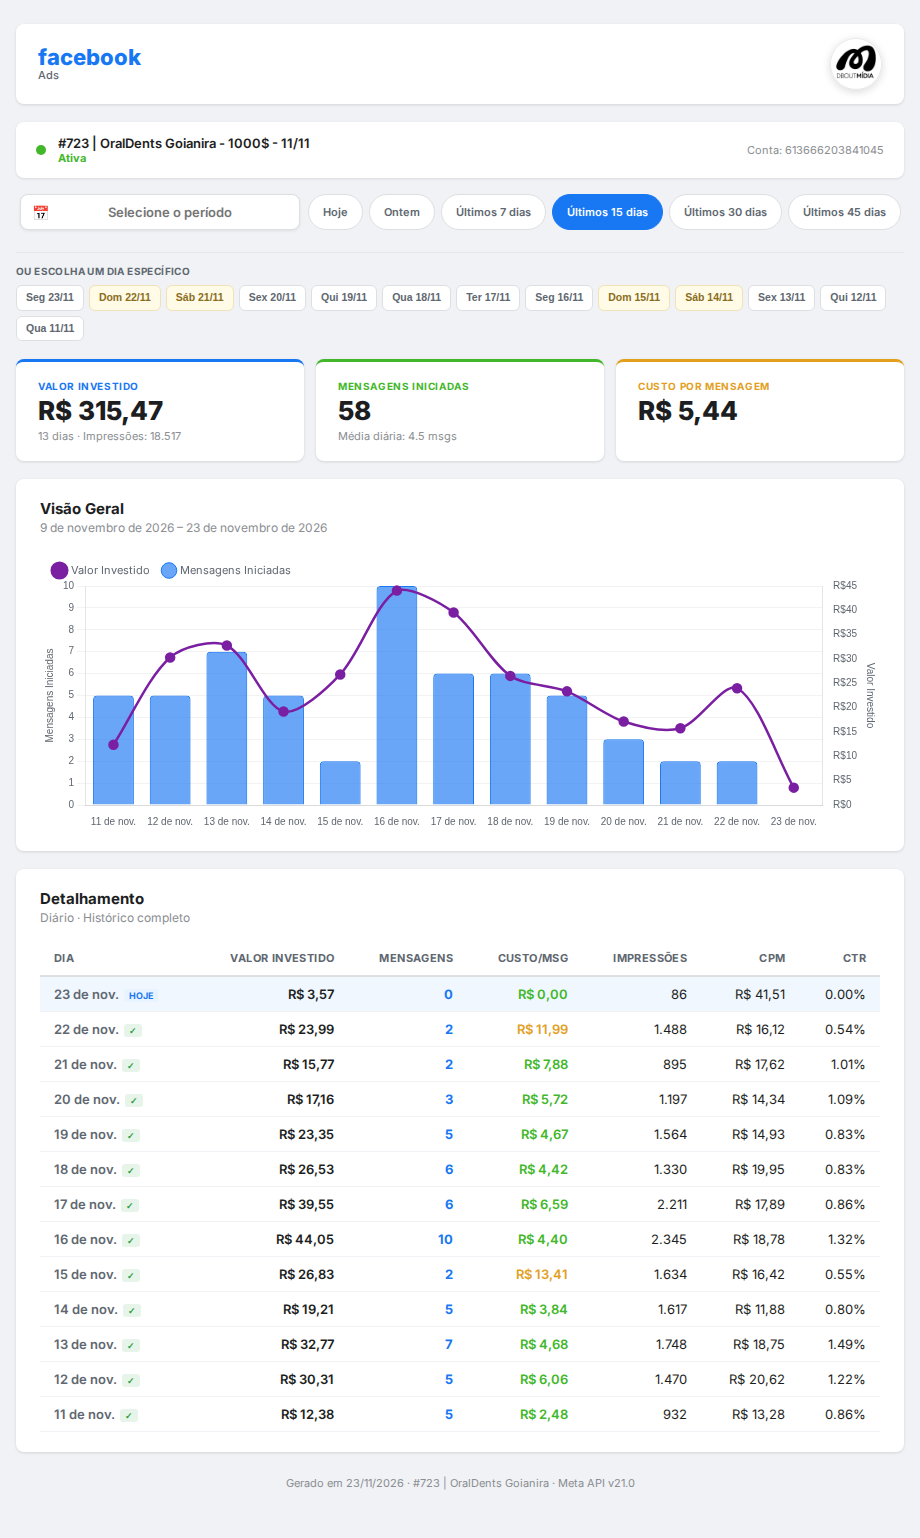 facebook
Ads
DBOUTMÍDIA
#723 | OralDents Goianira - 1000$ - 11/11
Ativa
Conta: 613666203841045
Selecione o período
Hoje
Ontem
Últimos 7 dias
Últimos 15 dias
Últimos 30 dias
Últimos 45 dias
OU ESCOLHA UM DIA ESPECÍFICO
Seg 23/11
Dom 22/11
Sáb 21/11
Sex 20/11
Qui 19/11
Qua 18/11
Ter 17/11
Seg 16/11
Dom 15/11
Sáb 14/11
Sex 13/11
Qui 12/11
Qua 11/11
VALOR INVESTIDO
R$ 315,47
13 dias · Impressões: 18.517
MENSAGENS INICIADAS
58
Média diária: 4.5 msgs
CUSTO POR MENSAGEM
R$ 5,44
Visão Geral
9 de novembro de 2026 – 23 de novembro de 2026
Valor Investido
Mensagens Iniciadas
10
9
8
7
6
5
4
3
2
1
0
Mensagens Iniciadas
R$45
R$40
R$35
R$30
R$25
R$20
R$15
R$10
R$5
R$0
Valor Investido
11 de nov. 12 de nov. 13 de nov. 14 de nov. 15 de nov. 16 de nov. 17 de nov. 18 de nov. 19 de nov. 20 de nov. 21 de nov. 22 de nov. 23 de nov.
Detalhamento
Diário · Histórico completo
DIA VALOR INVESTIDO MENSAGENS CUSTO/MSG IMPRESSÕES CPM CTR
23 de nov. HOJE R$ 3,57 0 R$ 0,00 86 R$ 41,51 0.00%
22 de nov. ✓ R$ 23,99 2 R$ 11,99 1.488 R$ 16,12 0.54%
21 de nov. ✓ R$ 15,77 2 R$ 7,88 895 R$ 17,62 1.01%
20 de nov. ✓ R$ 17,16 3 R$ 5,72 1.197 R$ 14,34 1.09%
19 de nov. ✓ R$ 23,35 5 R$ 4,67 1.564 R$ 14,93 0.83%
18 de nov. ✓ R$ 26,53 6 R$ 4,42 1.330 R$ 19,95 0.83%
17 de nov. ✓ R$ 39,55 6 R$ 6,59 2.211 R$ 17,89 0.86%
16 de nov. ✓ R$ 44,05 10 R$ 4,40 2.345 R$ 18,78 1.32%
15 de nov. ✓ R$ 26,83 2 R$ 13,41 1.634 R$ 16,42 0.55%
14 de nov. ✓ R$ 19,21 5 R$ 3,84 1.617 R$ 11,88 0.80%
13 de nov. ✓ R$ 32,77 7 R$ 4,68 1.748 R$ 18,75 1.49%
12 de nov. ✓ R$ 30,31 5 R$ 6,06 1.470 R$ 20,62 1.22%
11 de nov. ✓ R$ 12,38 5 R$ 2,48 932 R$ 13,28 0.86%
Gerado em 23/11/2026 · #723 | OralDents Goianira · Meta API v21.0